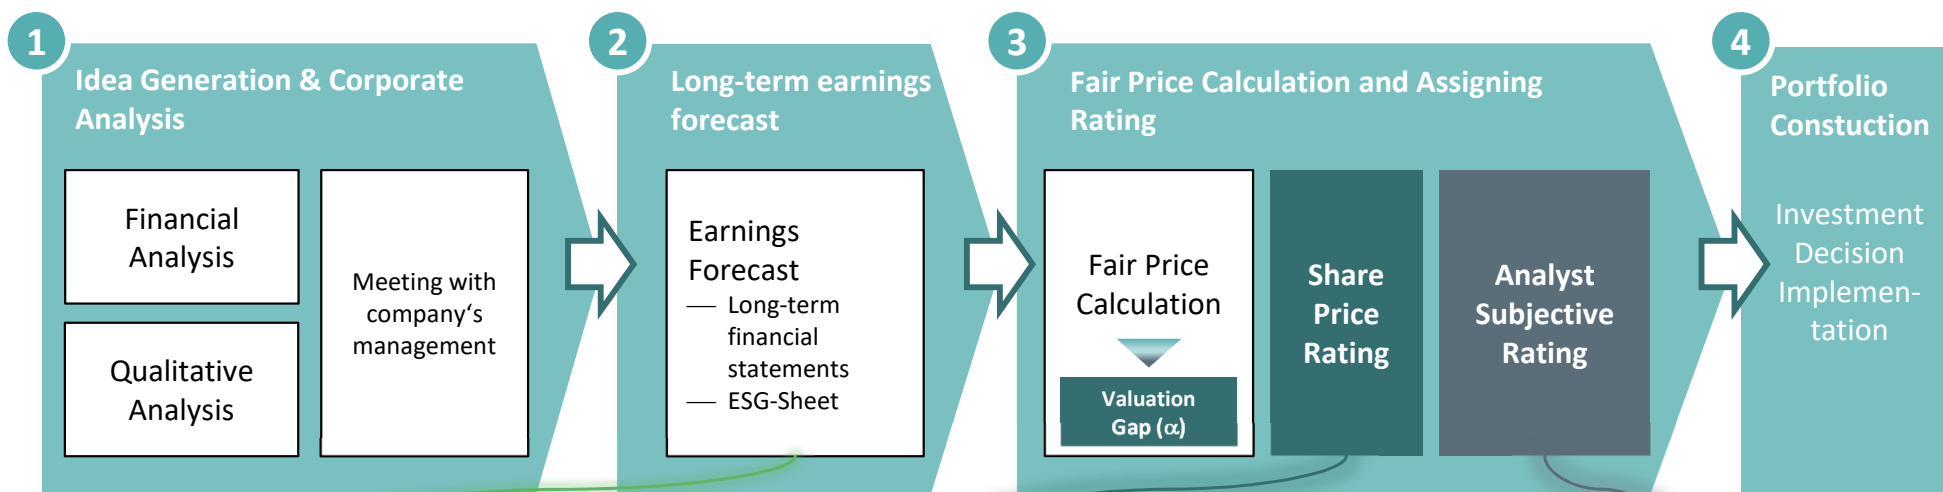 1
Idea Generation & Corporate
Analysis
Financial
Analysis
Qualitative
Analysis
Meeting with
company‘s
management
2
Long-term earnings
forecast
Earnings
Forecast
— Long-term
financial
statements
— ESG-Sheet
3
Fair Price Calculation and Assigning
Rating
Fair Price
Calculation
Valuation
Gap (α)
Share
Price
Rating
Analyst
Subjective
Rating
4
Portfolio
Constuction
Investment
Decision
Implemen-
tation